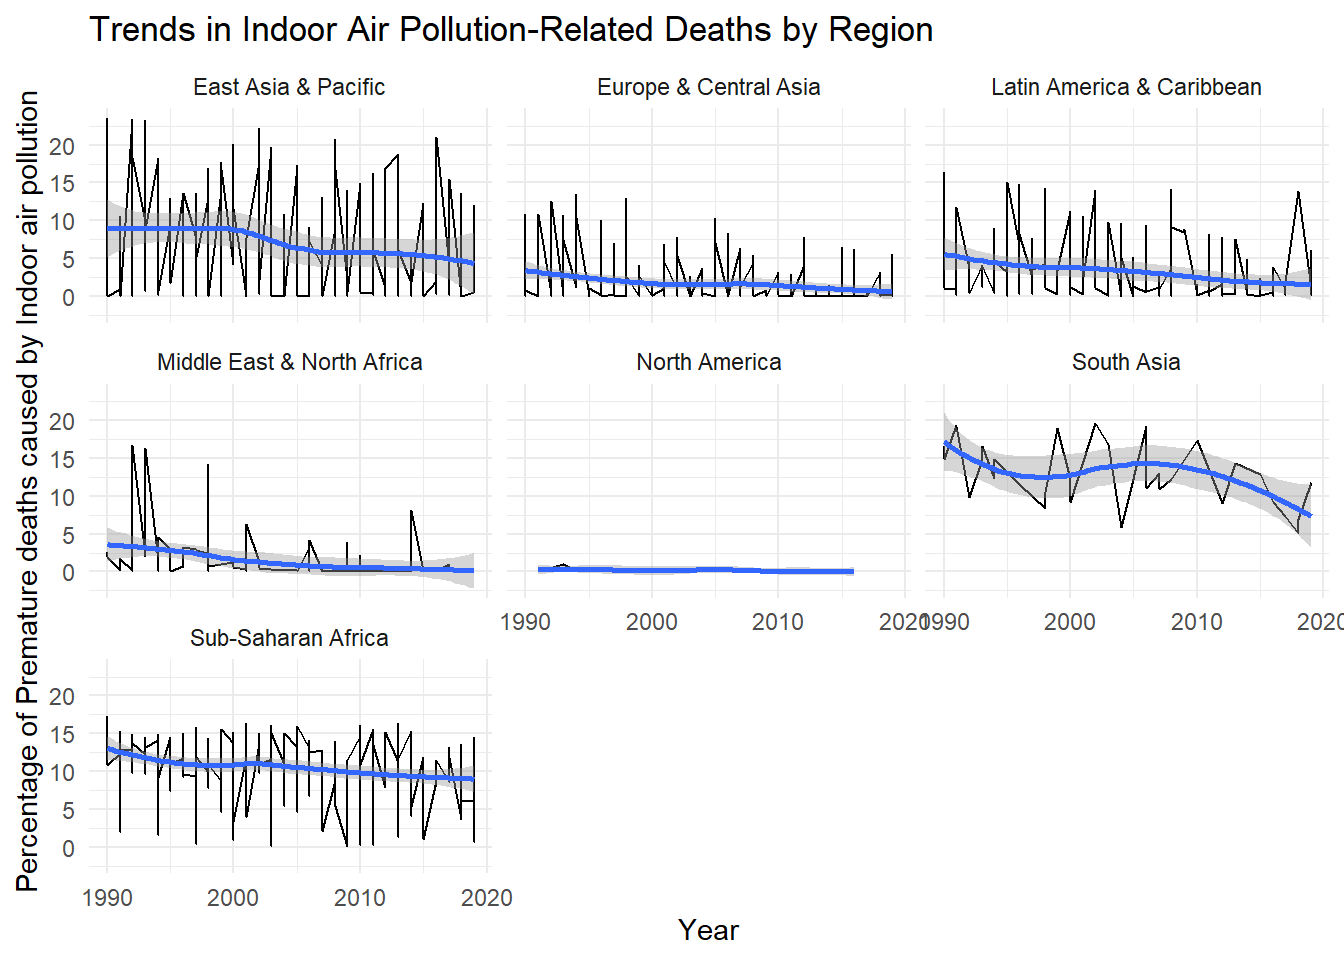 Trends in Indoor Air Pollution-Related Deaths by Region
Percentage of Premature deaths caused by Indoor air pollution
East Asia & Pacific
Europe & Central Asia
Latin America & Caribbean
20
15
10
5
0
Middle East & North Africa
North America
South Asia
20
15
10
5
0
1990 2000 2010 2020
1990 2000 2010 2020
Sub-Saharan Africa
20
15
10
5
0
1990 2000 2010 2020
Year